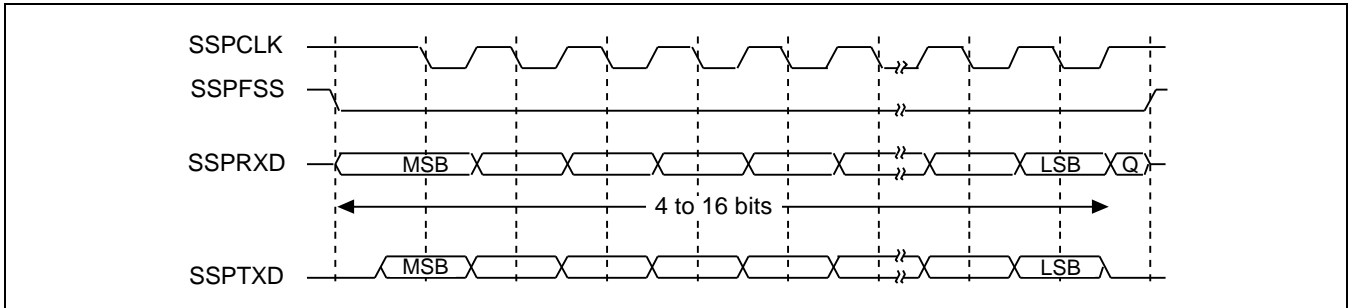 SSPCLK
SSPFSS
SSPRXD MSB LSB Q
4 to 16 bits
SSPTXD MSB LSB